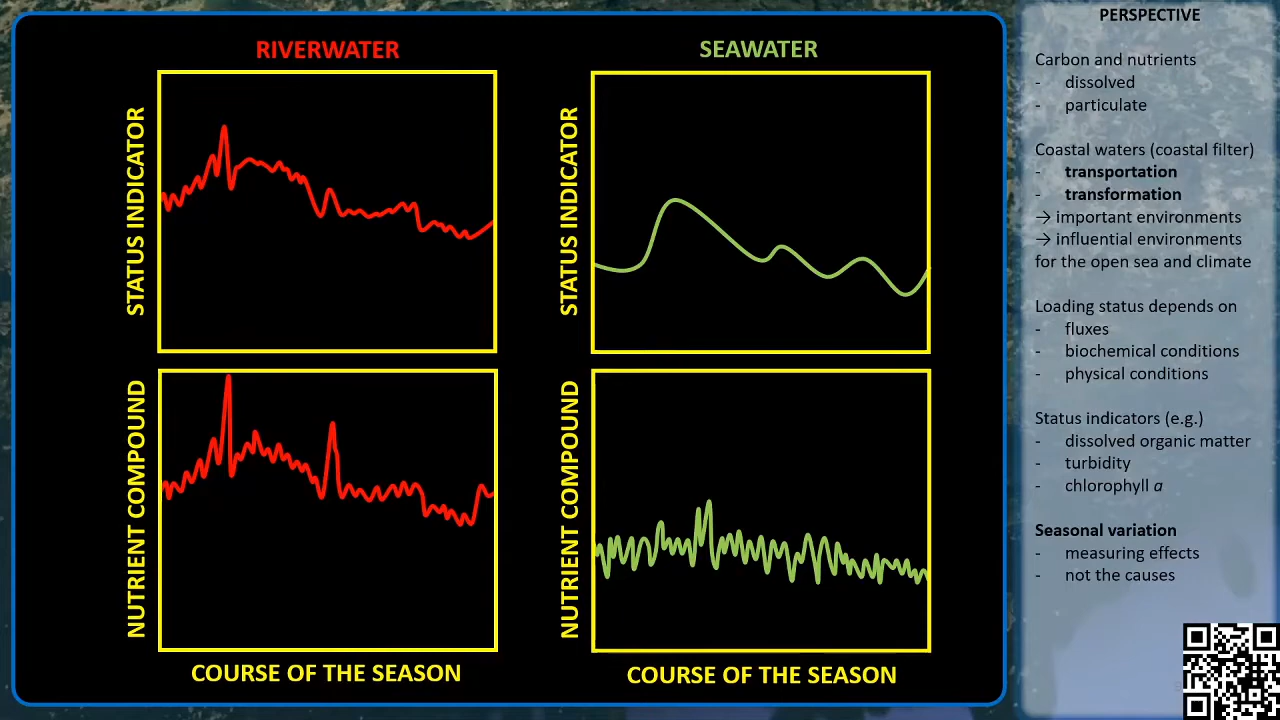 RIVERWATER
SEAWATER
STATUS INDICATOR
STATUS INDICATOR
NUTRIENT COMPOUND
NUTRIENT COMPOUND
COURSE OF THE SEASON
COURSE OF THE SEASON
PERSPECTIVE
Carbon and nutrients
- dissolved
- particulate
Coastal waters (coastal filter)
- transportation
- transformation
→ important environments
→ influential environments
for the open sea and climate
Loading status depends on
- fluxes
- biochemical conditions
- physical conditions
Status indicators (e.g.)
- dissolved organic matter
- turbidity
- chlorophyll a
Seasonal variation
measuring effects
- not the causes